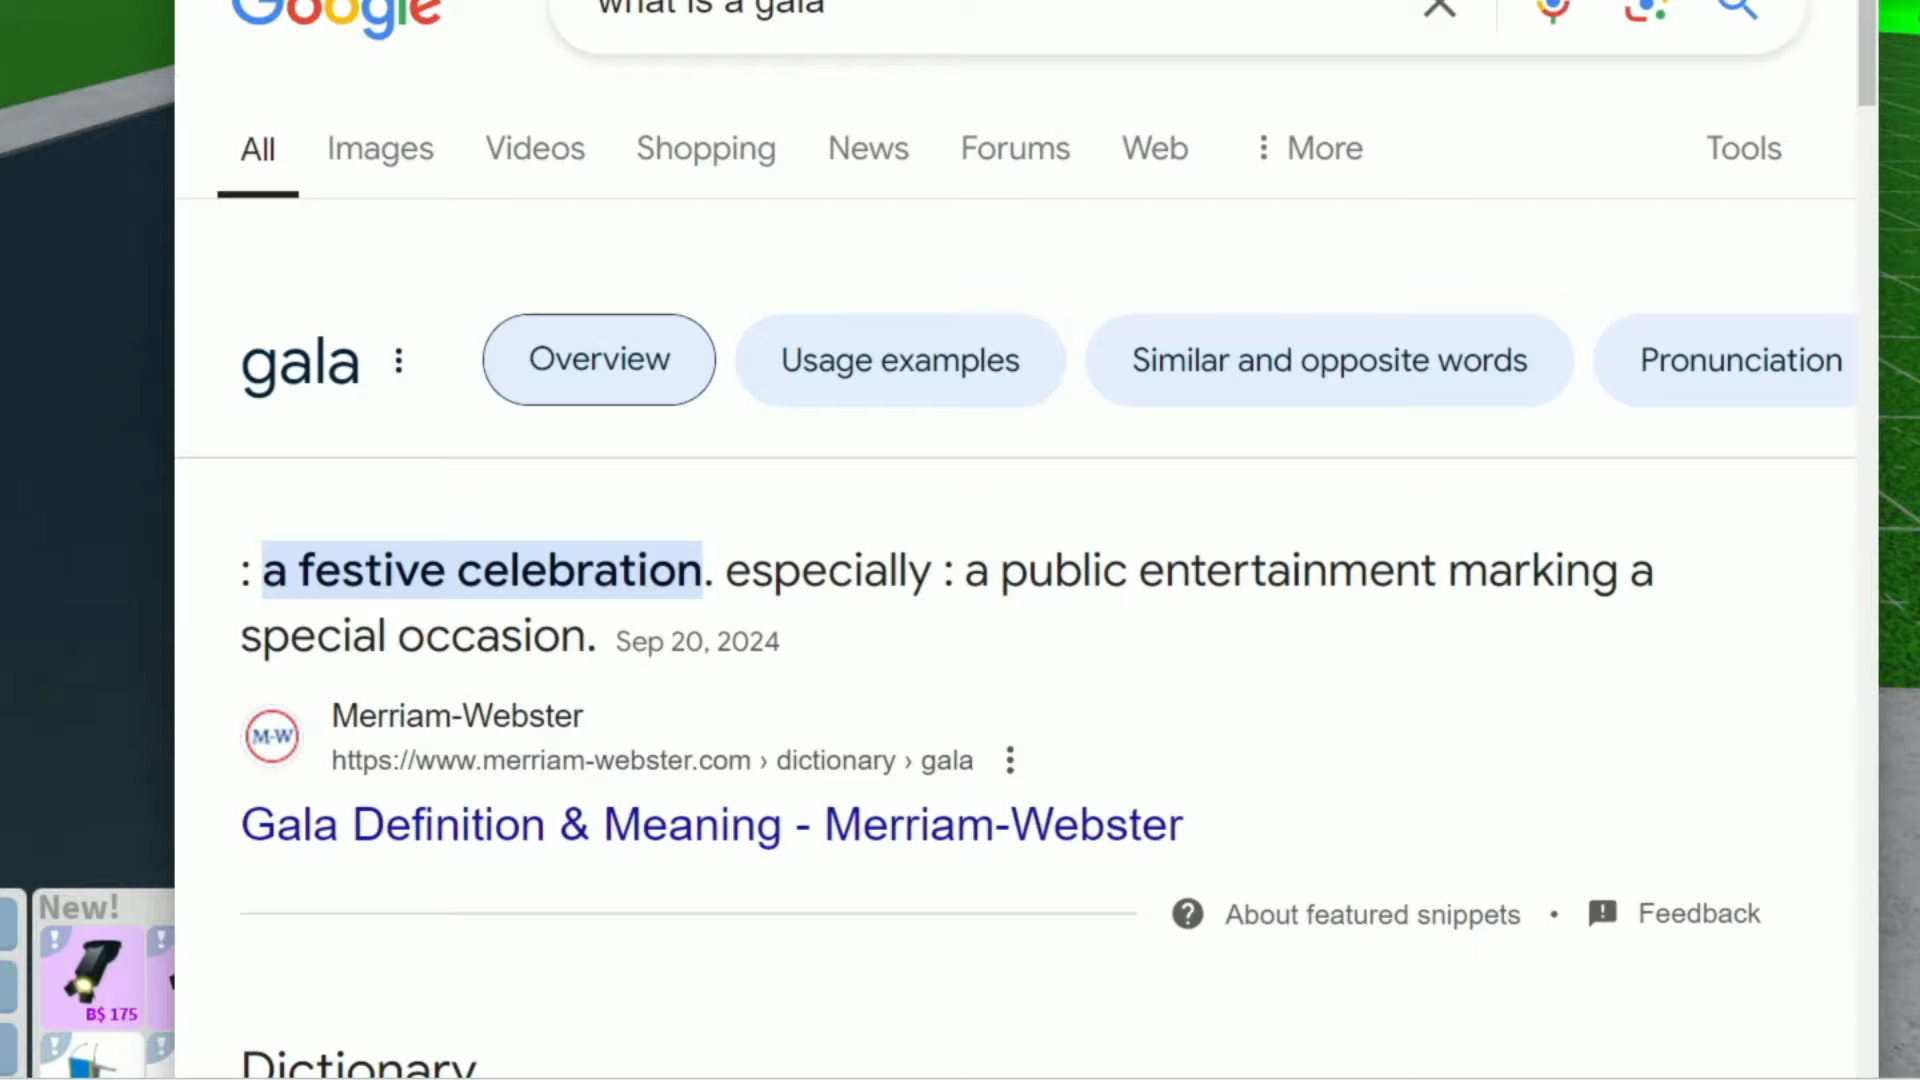 Google
what is a gala
All Images Videos Shopping News Forums Web More Tools
gala Overview Usage examples Similar and opposite words Pronunciation
: a festive celebration. especially : a public entertainment marking a
special occasion. Sep 20, 2024
M-W Merriam-Webster
https://www.merriam-webster.com › dictionary › gala
Gala Definition & Meaning - Merriam-Webster
? About featured snippets • Feedback
New!
B$ 175
Dictionary